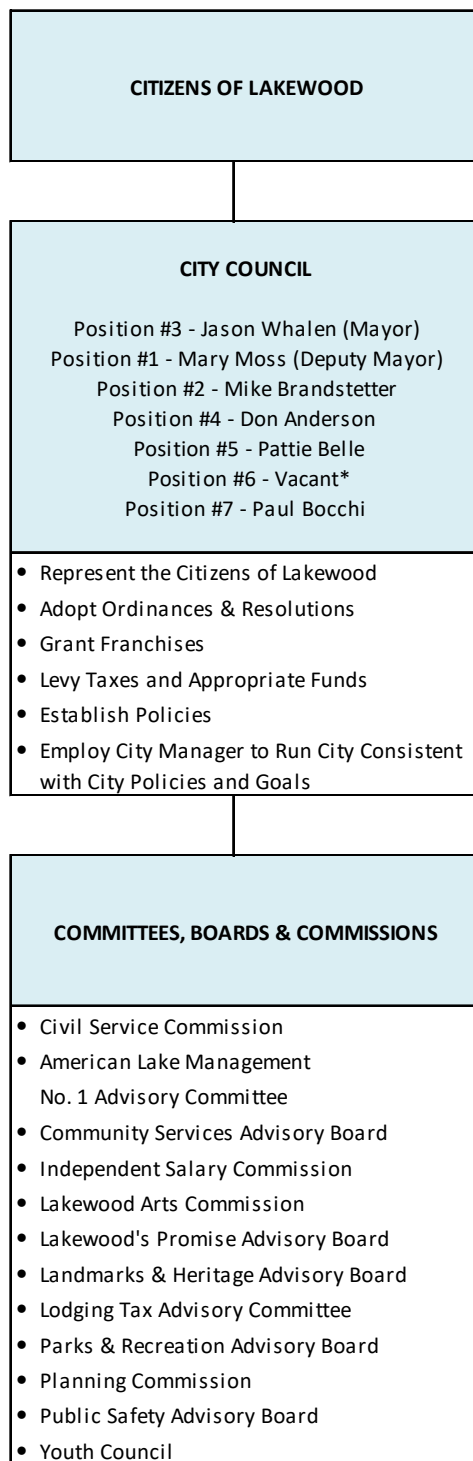 CITIZENS OF LAKEWOOD
CITY COUNCIL
Position #3 - Jason Whalen (Mayor)
Position #1 - Mary Moss (Deputy Mayor)
Position #2 - Mike Brandstetter
Position #4 - Don Anderson
Position #5 - Pattie Belle
Position #6 - Vacant*
Position #7 - Paul Bocchi
• Represent the Citizens of Lakewood
• Adopt Ordinances & Resolutions
• Grant Franchises
• Levy Taxes and Appropriate Funds
• Establish Policies
• Employ City Manager to Run City Consistent
with City Policies and Goals
COMMITTEES, BOARDS & COMMISSIONS
• Civil Service Commission
• American Lake Management
No. 1 Advisory Committee
• Community Services Advisory Board
• Independent Salary Commission
• Lakewood Arts Commission
• Lakewood's Promise Advisory Board
• Landmarks & Heritage Advisory Board
• Lodging Tax Advisory Committee
• Parks & Recreation Advisory Board
• Planning Commission
• Public Safety Advisory Board
• Youth Council